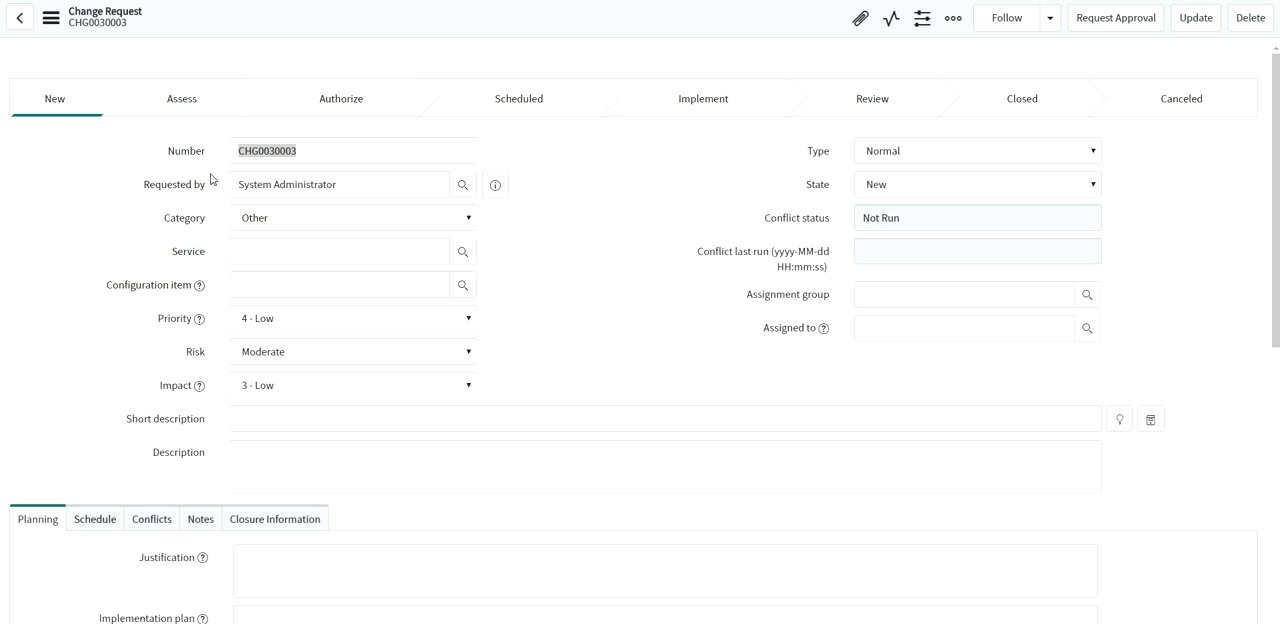 Change Request
CHG0030003
Follow
Request Approval
Update
Delete
New
Assess
Authorize
Scheduled
Implement
Review
Closed
Canceled
Number
CHG0030003
Type
Normal
Requested by
System Administrator
State
New
Category
Other
Conflict status
Not Run
Service
Conflict last run (yyyy-MM-dd
HH:mm:ss)
Configuration item
Assignment group
Priority
4 - Low
Assigned to
Risk
Moderate
Impact
3 - Low
Short description
Description
Planning
Schedule
Conflicts
Notes
Closure Information
Justification
Implementation plan